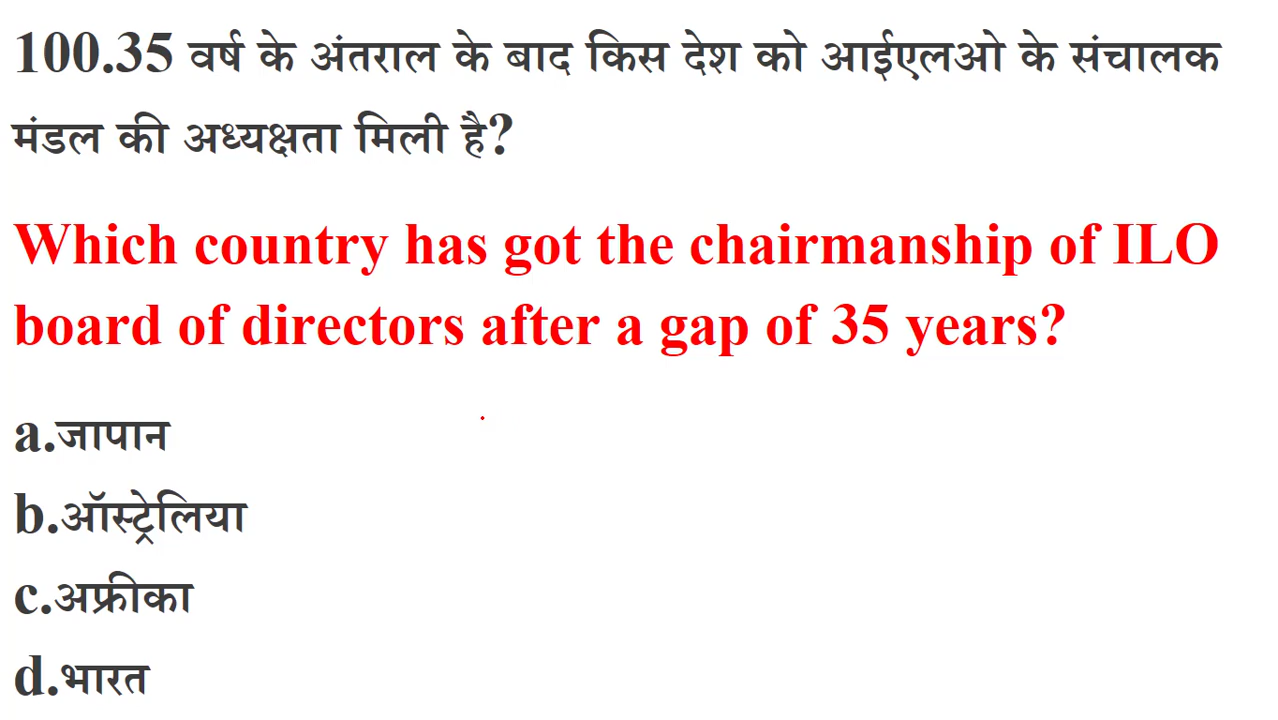 100.35 वर्ष के अंतराल के बाद किस देश को आईएलओ के संचालक
मंडल की अध्यक्षता मिली है?
Which country has got the chairmanship of ILO
board of directors after a gap of 35 years?
a.जापान
b.ऑस्ट्रेलिया
c.अफ्रीका
d.भारत